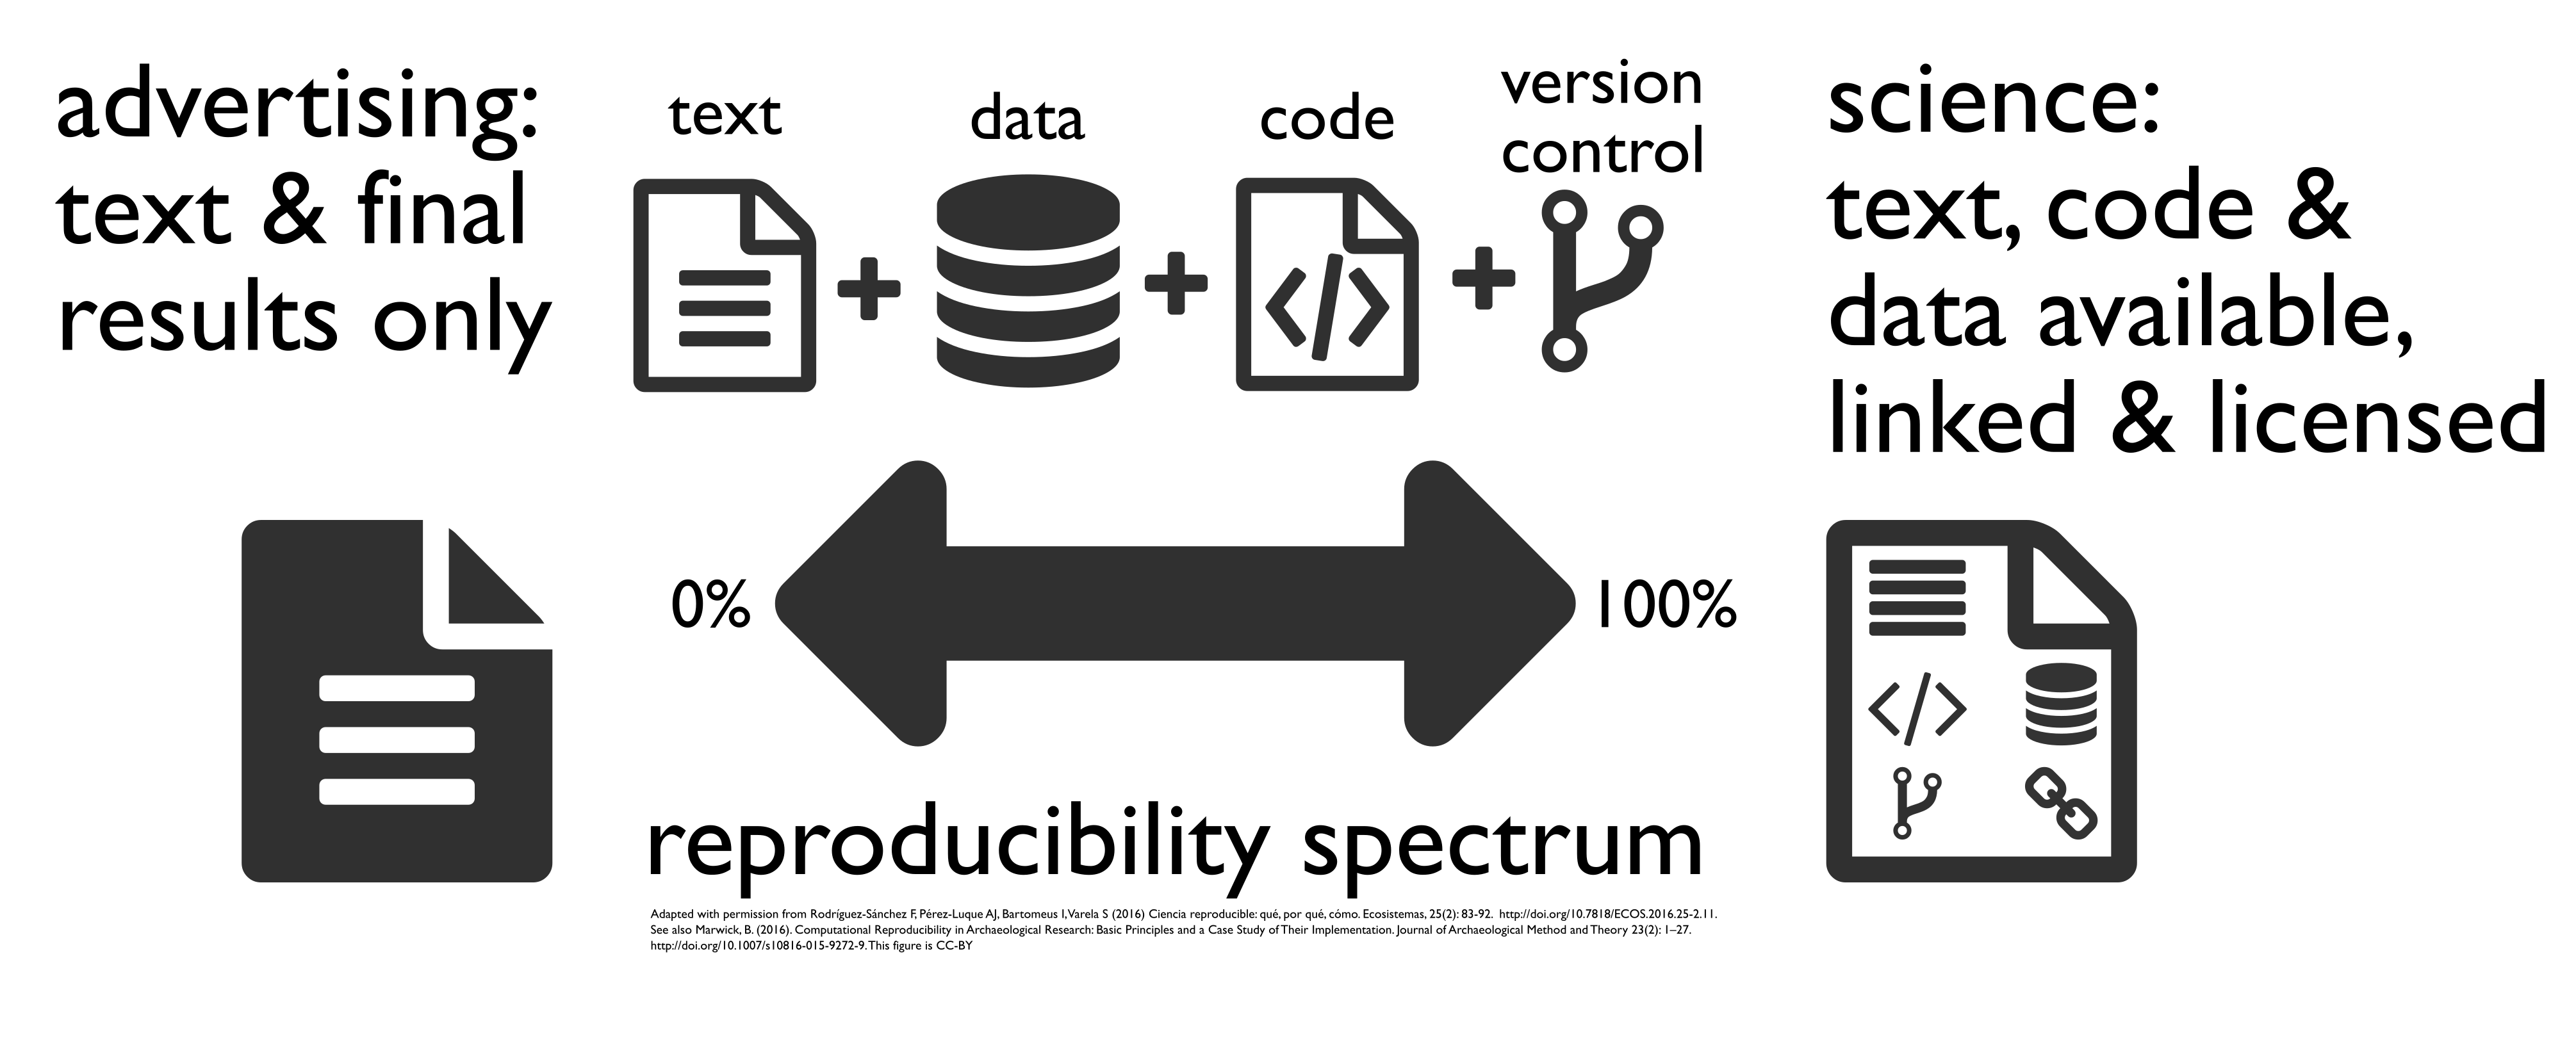 advertising:
text & final
results only
text
data
code
version
control
science:
text, code &
data available,
linked & licensed
0%
100%
reproducibility spectrum
Adapted with permission from Rodríguez-Sánchez F, Pérez-Luque AJ, Bartomeus I, Varela S (2016) Ciencia reproducible: qué, por qué, cómo. Ecosistemas, 25(2): 83-92. http://doi.org/10.7818/ECOS.2016.25-2.11.
See also Marwick, B. (2016). Computational Reproducibility in Archaeological Research: Basic Principles and a Case Study of Their Implementation. Journal of Archaeological Method and Theory 23(2): 1–27.
http://doi.org/10.1007/s10816-015-9272-9. This figure is CC-BY